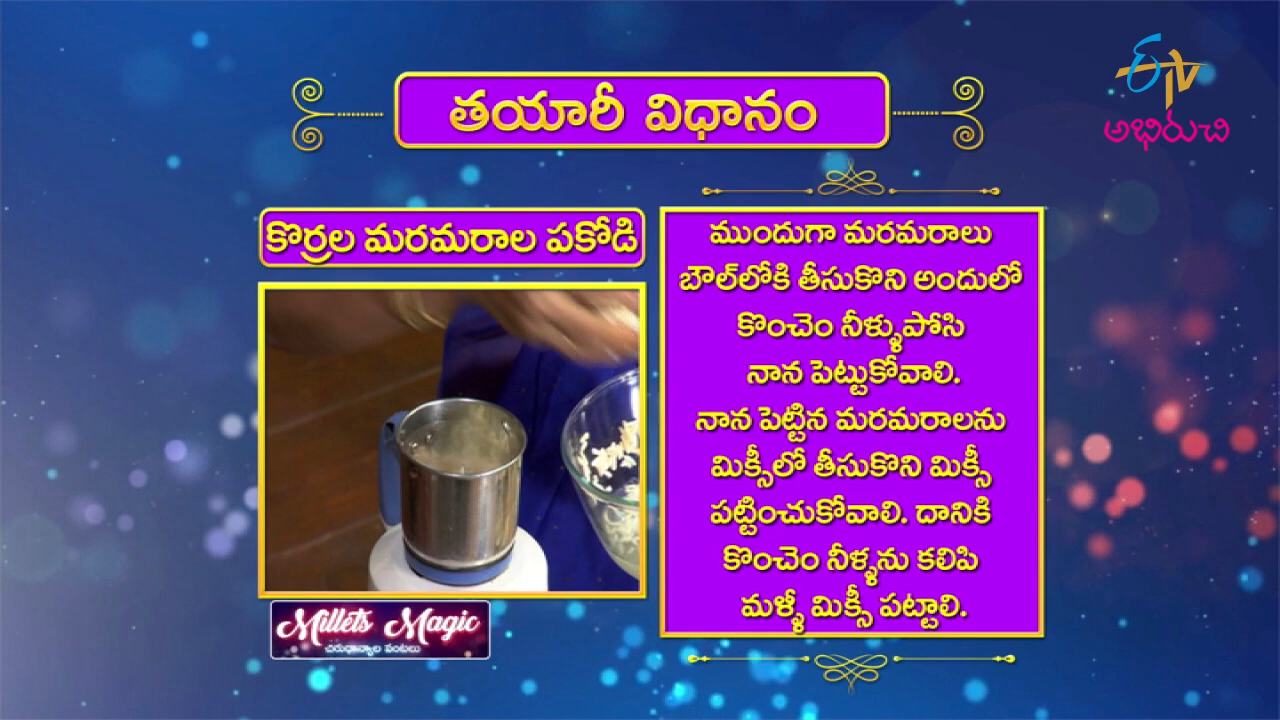 తయారీ విధానం
ETV
అభిరుచి
కొర్రల మరమరాల పకోడి
ముందుగా మరమరాలు
బౌల్‌లోకి తీసుకొని అందులో
కొంచెం నీళ్ళుపోసి
నాన పెట్టుకోవాలి.
నాన పెట్టిన మరమరాలను
మిక్సీలో తీసుకొని మిక్సీ
పట్టించుకోవాలి. దానికి
కొంచెం నీళ్ళను కలిపి
మళ్ళీ మిక్సీ పట్టాలి.
Millets Magic
చిరుధాన్యాల వంటలు